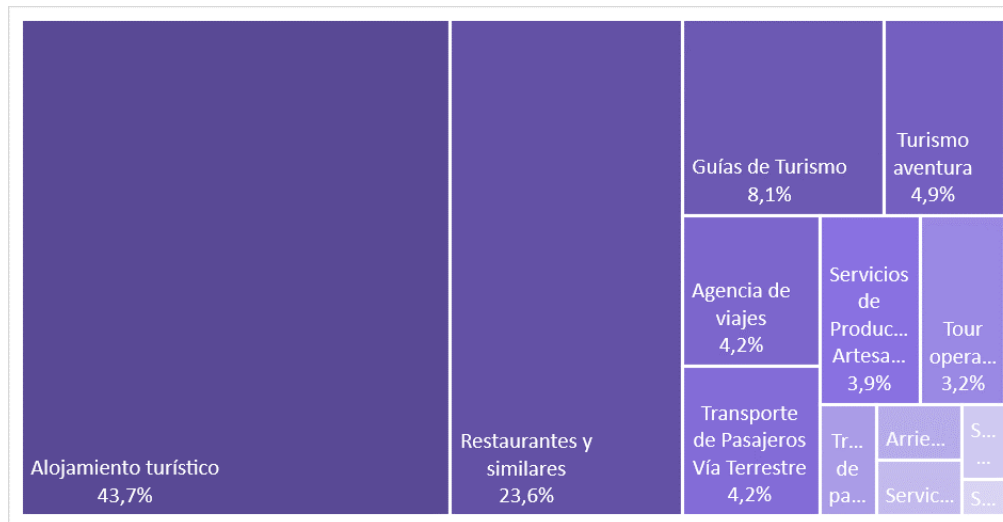 Alojamiento turístico
43,7%
Restaurantes y
similares
23,6%
Guías de Turismo
8,1%
Turismo
aventura
4,9%
Agencia de
viajes
4,2%
Servicios
de
Produc...
Artesa...
3,9%
Tour
opera...
3,2%
Transporte
de Pasajeros
Vía Terrestre
4,2%
Tr...
de
pa...
Arrie...
Servic...
S...
...
S...